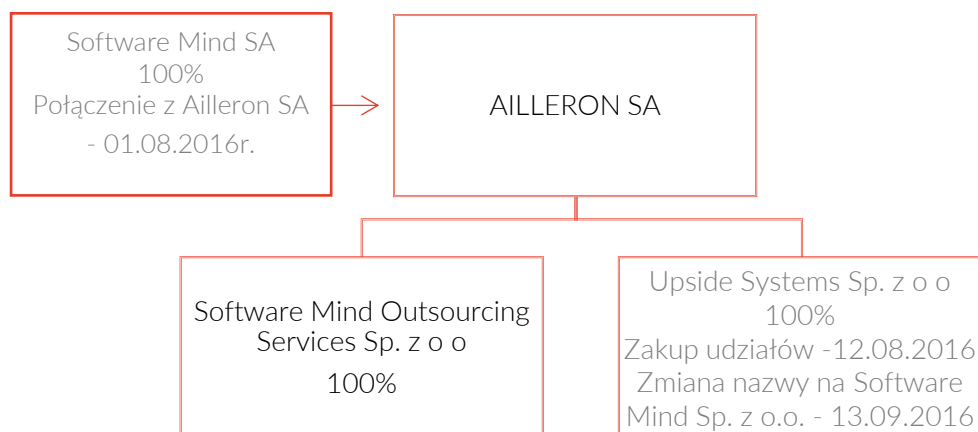 Software Mind SA
100%
Połączenie z Ailleron SA
- 01.08.2016r.
AILLERON SA
Software Mind Outsourcing
Services Sp. z o o
100%
Upside Systems Sp. z o o
100%
Zakup udziałów -12.08.2016
Zmiana nazwy na Software
Mind Sp. z o.o. - 13.09.2016